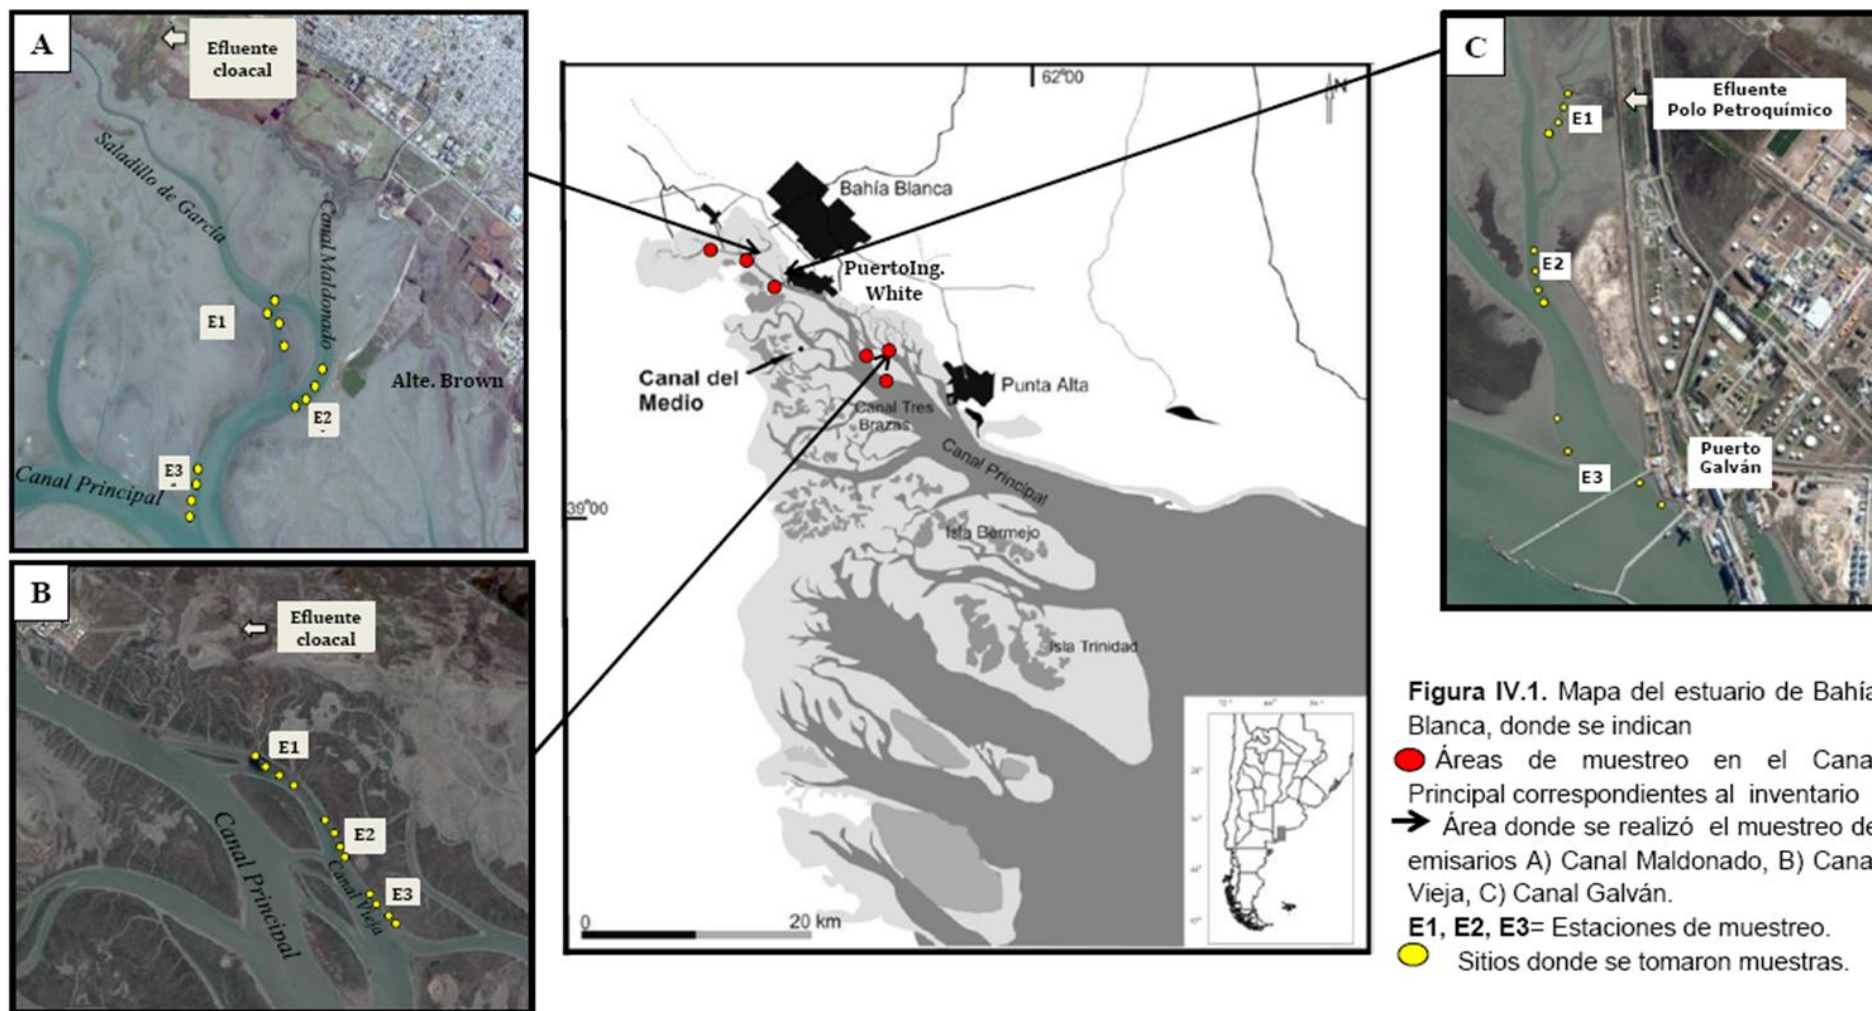 A
Efluente
cloacal
Saladillo de García
Canal Maldonado
E1
E2
Alte. Brown
E3
Canal Principal
B
Efluente
cloacal
E1
E2
E3
Canal Principal
Canal Vieja
62°00
N
Bahía Blanca
PuertoIng.
White
Canal del
Medio
Punta Alta
Canal Tres
Brazas
Canal Principal
39°00
Isla Bermejo
Isla Trinidad
0 20 km
C
Efluente
Polo Petroquímico
E1
E2
E3
Puerto
Galván
Figura IV.1. Mapa del estuario de Bahía
Blanca, donde se indican
Áreas de muestreo en el Cana
Principal correspondientes al inventario
Área donde se realizó el muestreo de
emisarios A) Canal Maldonado, B) Cana
Vieja, C) Canal Galván.
E1, E2, E3= Estaciones de muestreo.
Sitios donde se tomaron muestras.